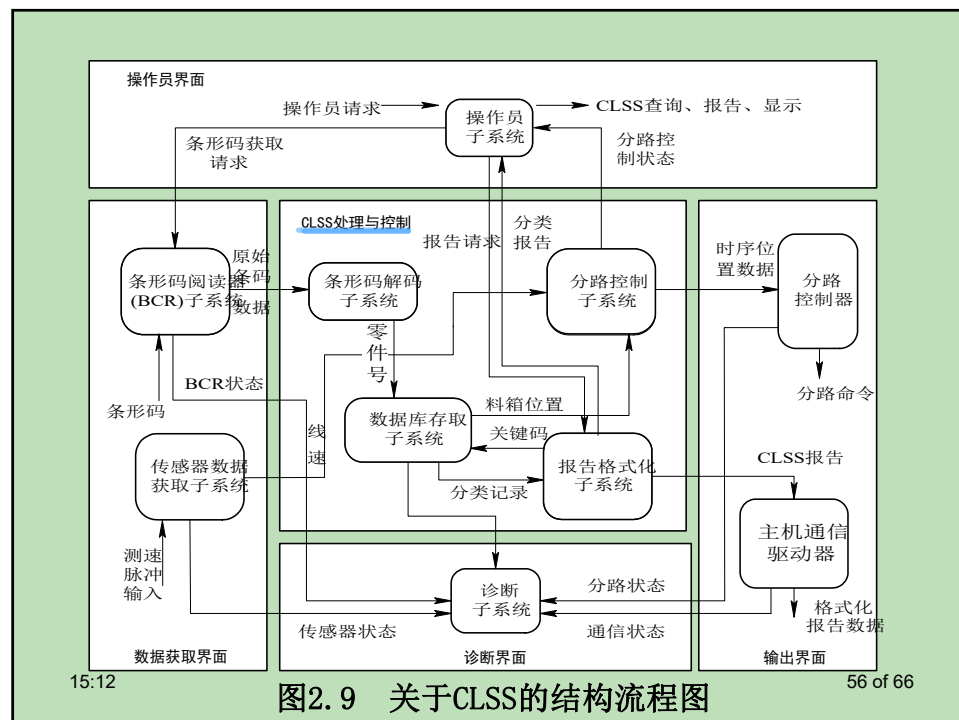 操作员界面
操作员请求
操作员
子系统
CLSS查询、报告、显示
条形码获取
请求
分路控
制状态
CLSS处理与控制
报告请求
分类
报告
条形码阅读器
(BCR)子系统
原始
条码
数据
条形码解码
子系统
分路控制
子系统
时序位
置数据
分路
控制器
零
件
号
BCR状态
条形码
分路命令
线
速
数据库存取
子系统
料箱位置
关键码
传感器数据
获取子系统
分类记录
报告格式化
子系统
CLSS报告
主机通信
驱动器
测速
脉冲
输入
诊断
子系统
分路状态
传感器状态
通信状态
格式化
报告数据
数据获取界面
诊断界面
输出界面
15:12
图2.9 关于CLSS的结构流程图
56 of 66